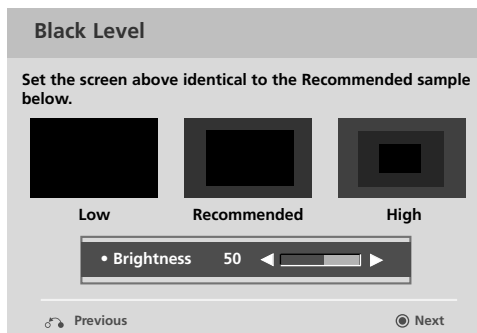 Black Level
Set the screen above identical to the Recommended sample
below.
Low Recommended High
• Brightness 50 ◀ ▶
Previous Next